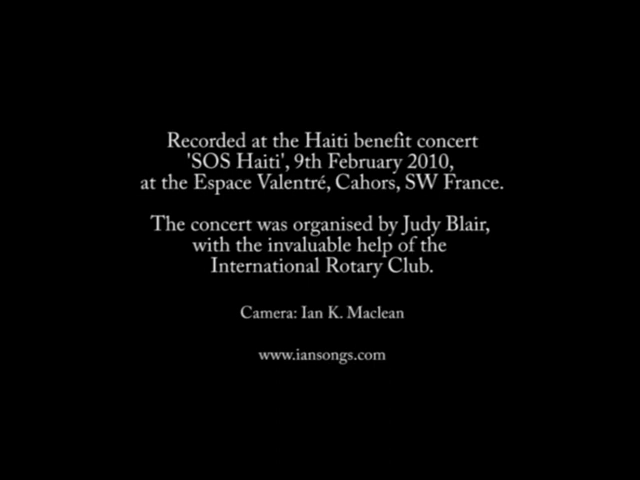 Recorded at the Haiti benefit concert
'SOS Haiti', 9th February 2010,
at the Espace Valentré, Cahors, SW France.
The concert was organised by Judy Blair,
with the invaluable help of the
International Rotary Club.
Camera: Ian K. Maclean
www.iansongs.com